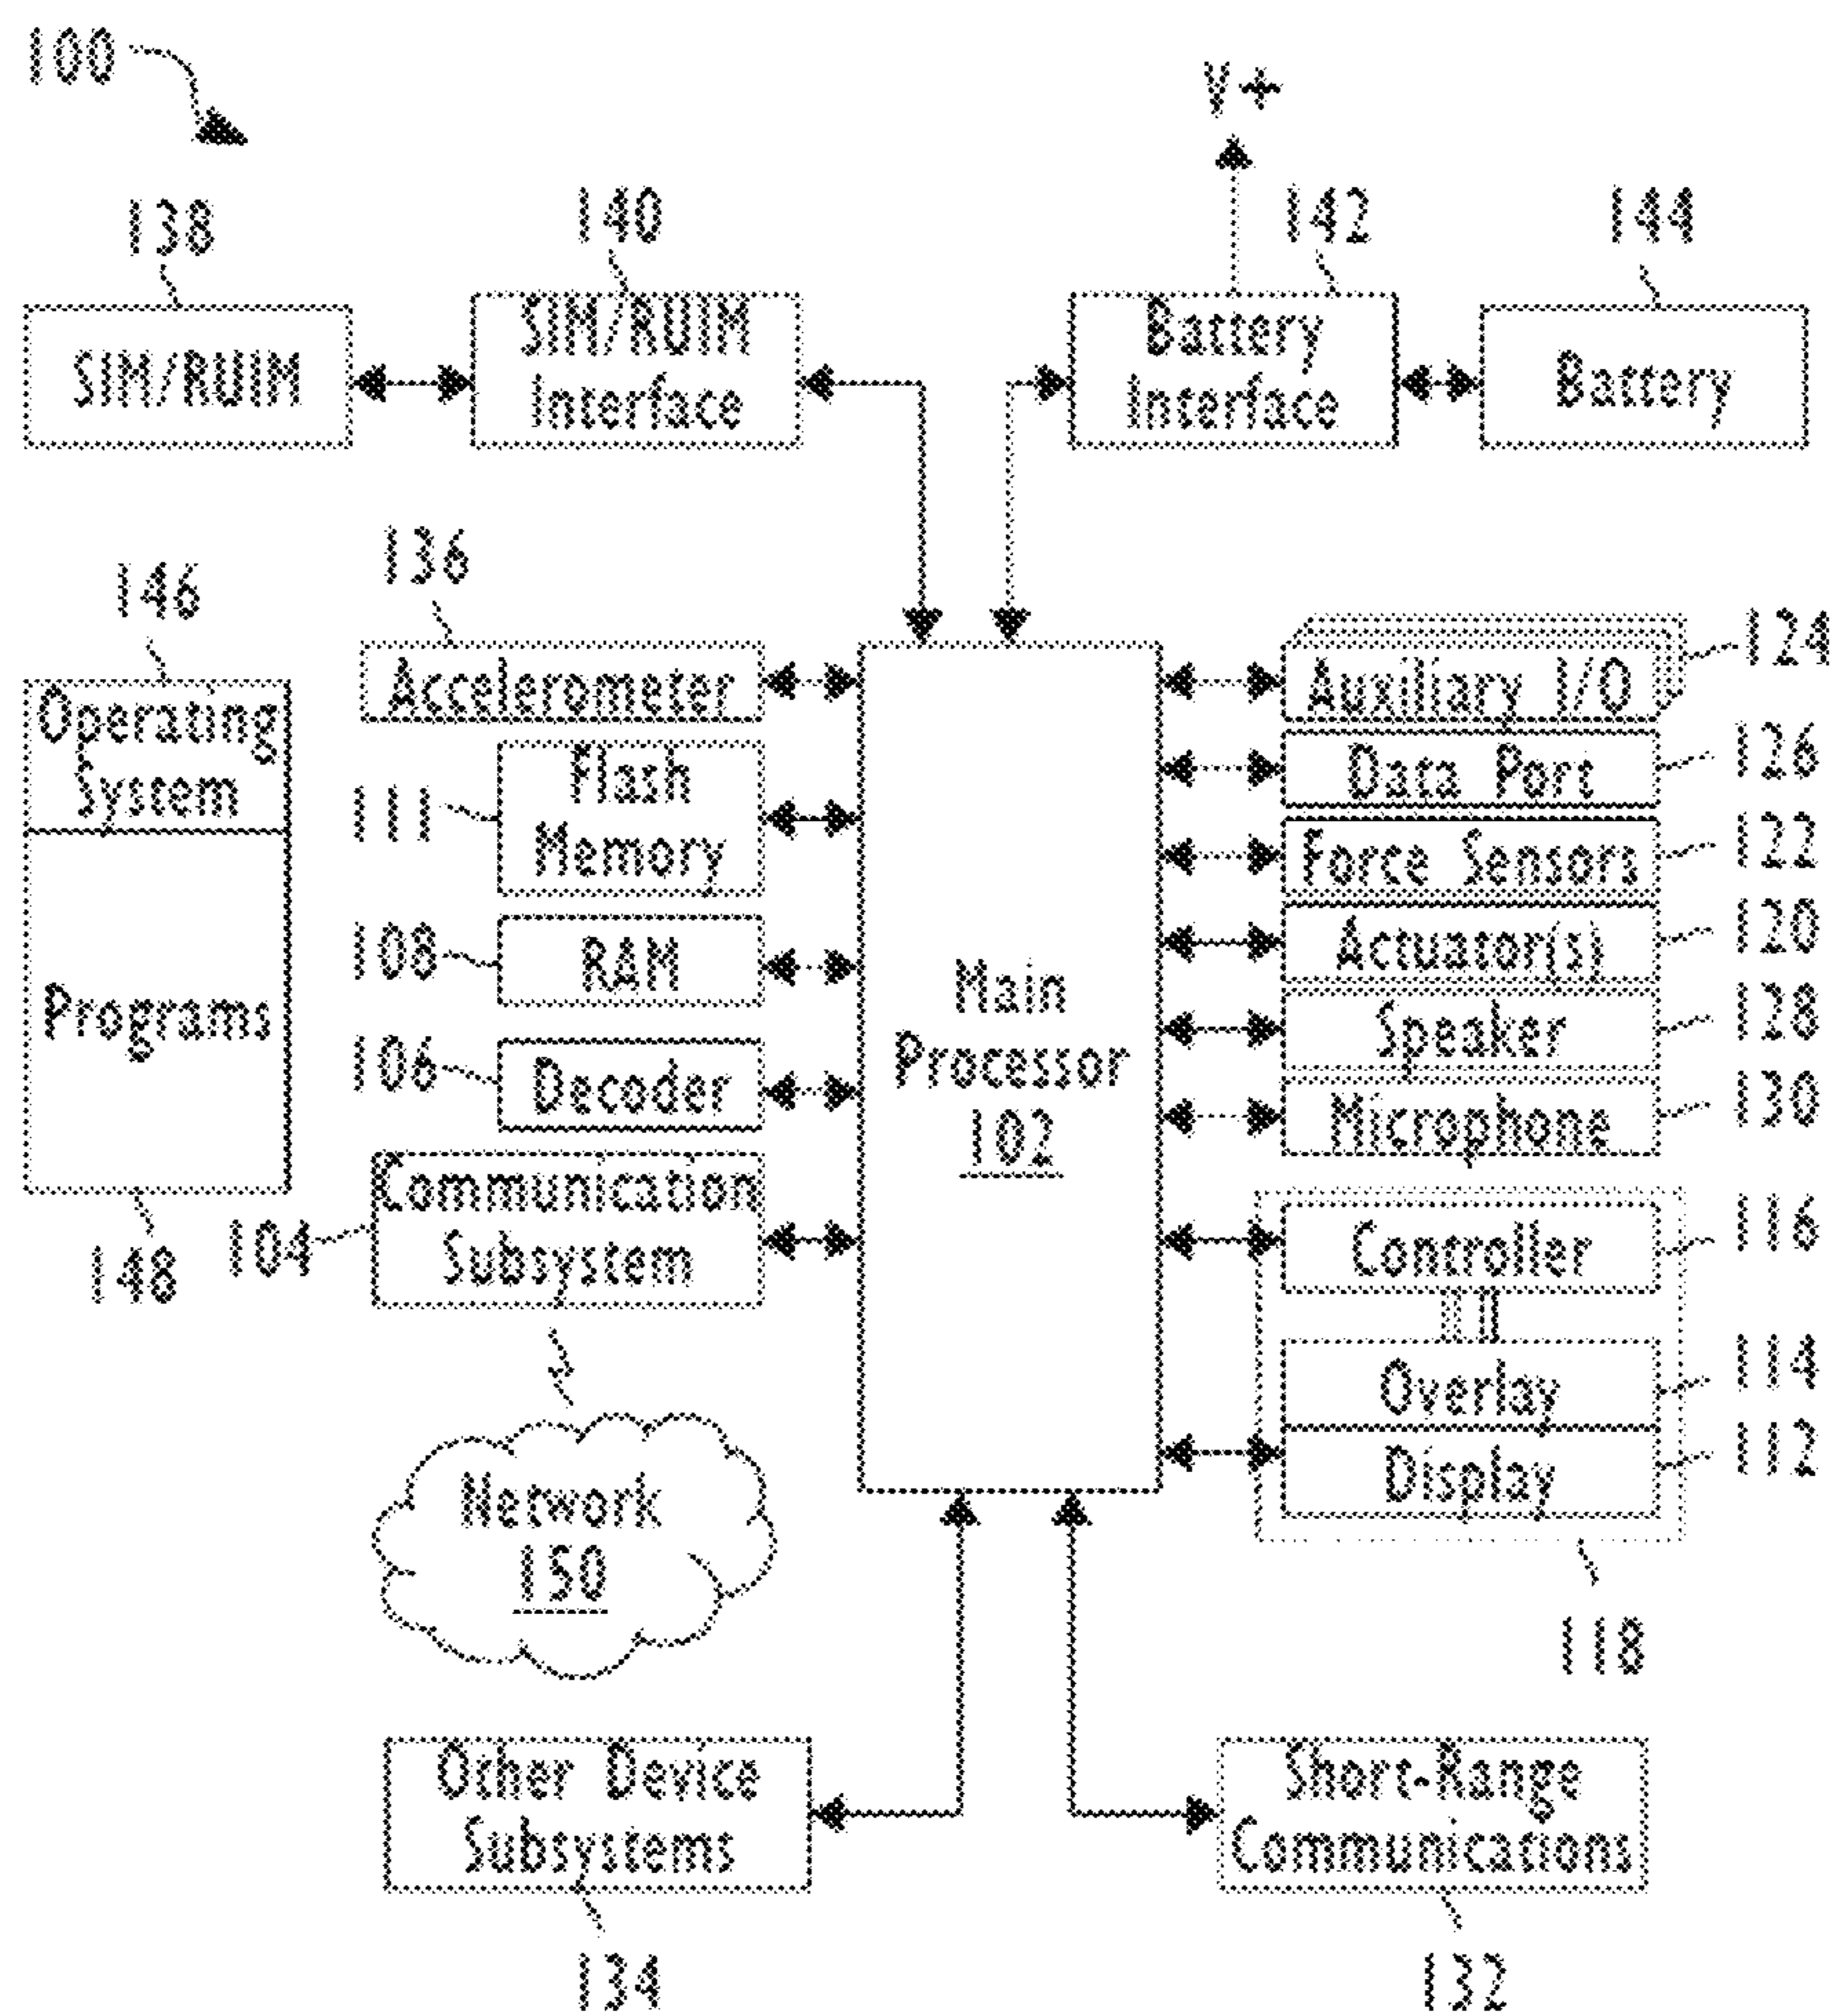 100
V+
138
140
142
144
SIM/RUIM
SIM/RUIM
Interface
Battery
Interface
Battery
136
146
Operating
System
Programs
148
Accelerometer
111
Flash
Memory
108
RAM
106
Decoder
104
Communication
Subsystem
Main
Processor
102
Auxiliary I/O
124
Data Port
126
Force Sensors
122
Actuator(s)
120
Speaker
128
Microphone
130
Controller
116
Overlay
114
Display
112
118
Network
150
Other Device
Subsystems
134
Short-Range
Communications
132